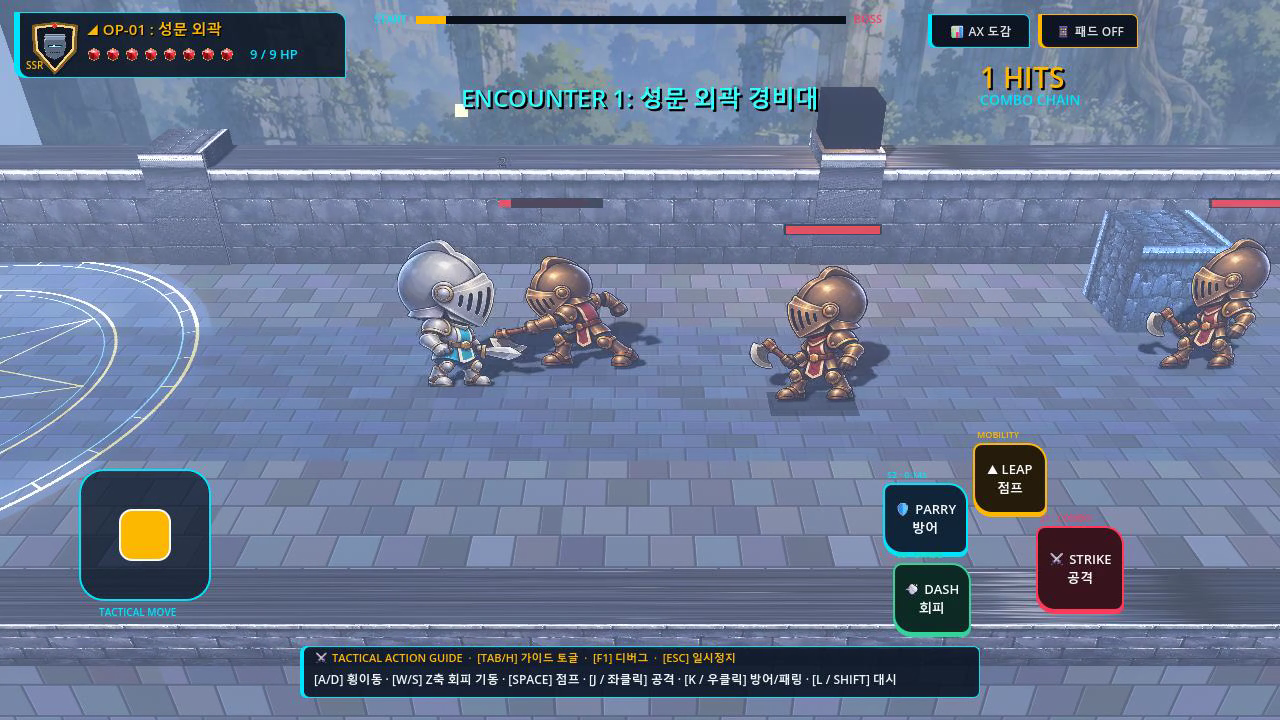 ◢ OP-01 : 성문 외곽
SSR
9 / 9 HP
START
BOSS
AX 도감
패드 OFF
1 HITS
COMBO CHAIN
ENCOUNTER 1: 성문 외곽 경비대
2
MOBILITY
▲ LEAP
점프
PARRY
방어
STRIKE
공격
DASH
회피
TACTICAL MOVE
TACTICAL ACTION GUIDE · [TAB/H] 가이드 토글 · [F1] 디버그 · [ESC] 일시정지
[A/D] 횡이동 · [W/S] Z축 회피 기동 · [SPACE] 점프 · [J / 좌클릭] 공격 · [K / 우클릭] 방어/패링 · [L / SHIFT] 대시